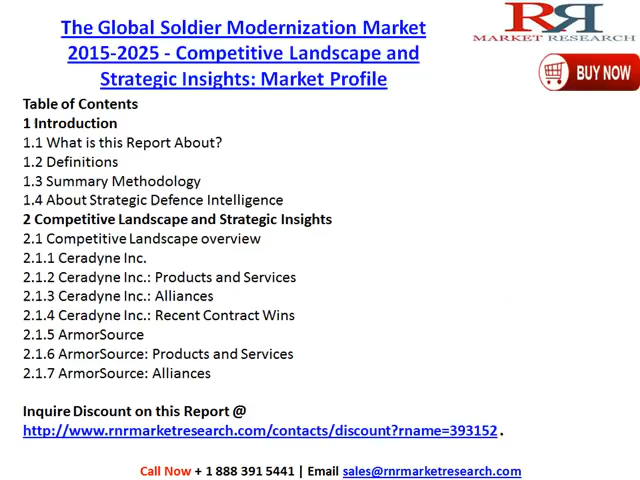 The Global Soldier Modernization Market
2015-2025 - Competitive Landscape and
Strategic Insights: Market Profile
RR
MARKET RESEARCH
BUY NOW
Table of Contents
1 Introduction
1.1 What is this Report About?
1.2 Definitions
1.3 Summary Methodology
1.4 About Strategic Defence Intelligence
2 Competitive Landscape and Strategic Insights
2.1 Competitive Landscape overview
2.1.1 Ceradyne Inc.
2.1.2 Ceradyne Inc.: Products and Services
2.1.3 Ceradyne Inc.: Alliances
2.1.4 Ceradyne Inc.: Recent Contract Wins
2.1.5 ArmorSource
2.1.6 ArmorSource: Products and Services
2.1.7 ArmorSource: Alliances
Inquire Discount on this Report @
http://www.rnrmarketresearch.com/contacts/discount?rname=393152 .
Call Now + 1 888 391 5441 | Email sales@rnrmarketresearch.com